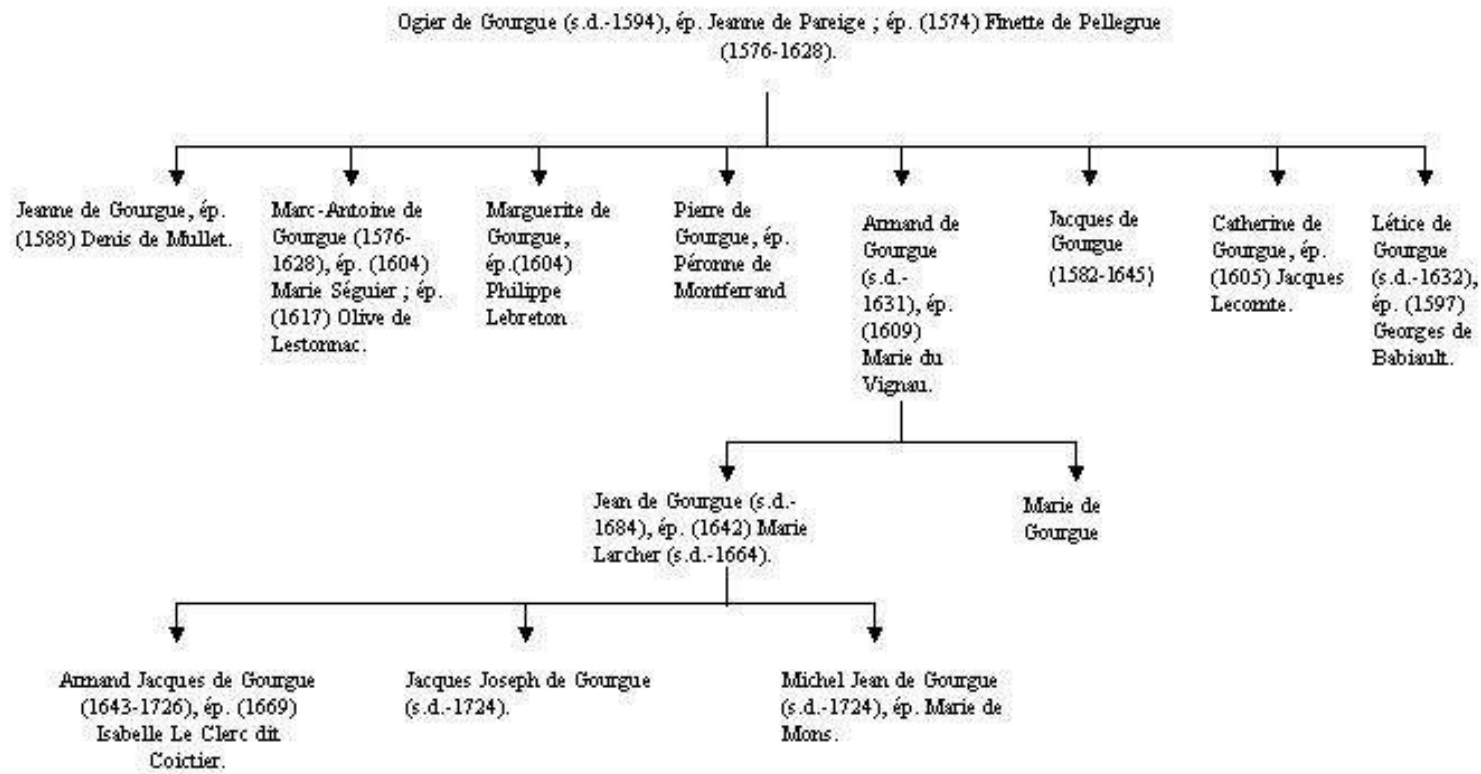 Ogier de Gourgue (s.d.-1594), ép. Jeanne de Pareige ; ép. (1574) Finette de Pellegrue
(1576-1628).
Jeanne de Gourgue, ép.
(1588) Denis de Mullet.
Marc-Antoine de
Gourgue (1576-
1628), ép. (1604)
Marie Séguier ; ép.
(1617) Olive de
Lestonnac.
Marguerite de
Gourgue,
ép.(1604)
Philippe
Lebreton
Pierre de
Gourgue, ép.
Péronne de
Montferrand
Armand de
Gourgue
(s.d.-
1631), ép.
(1609)
Marie du
Vignau.
Jacques de
Gourgue
(1582-1645)
Catherine de
Gourgue, ép.
(1605) Jacques
Lecomte.
Létice de
Gourgue
(s.d.-1632),
ép. (1597)
Georges de
Babiault.
Jean de Gourgue (s.d.-
1684), ép. (1642) Marie
Larcher (s.d.-1664).
Marie de
Gourgue
Armand Jacques de Gourgue
(1643-1726), ép. (1669)
Isabelle Le Clerc dit
Coictier.
Jacques Joseph de Gourgue
(s.d.-1724).
Michel Jean de Gourgue
(s.d.-1724), ép. Marie de
Mons.